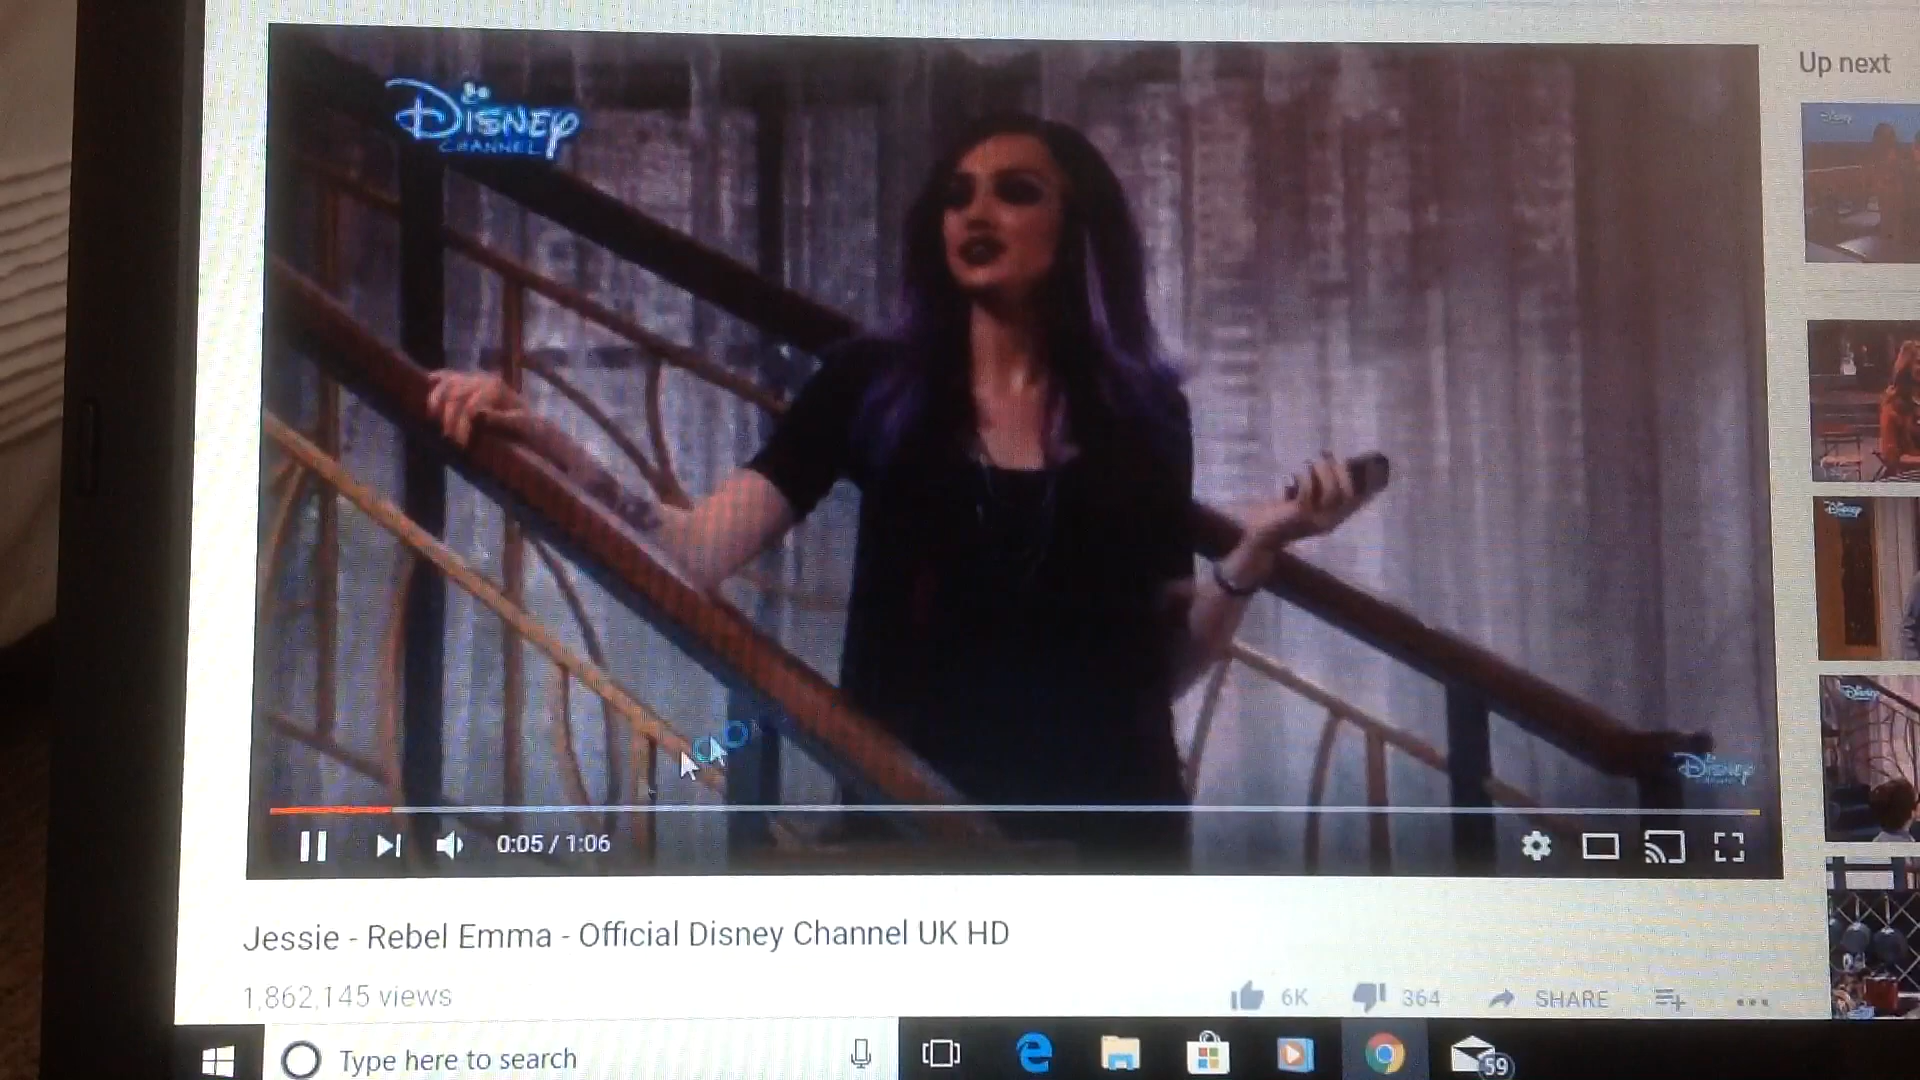 Up next
Disney
CHANNEL
Disney
0:05 / 1:06
Jessie - Rebel Emma - Official Disney Channel UK HD
1,862,145 views
6K
364
SHARE
Type here to search
59